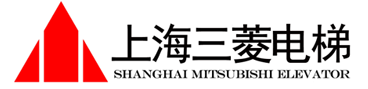 上海三菱电梯
SHANGHAI MITSUBISHI ELEVATOR